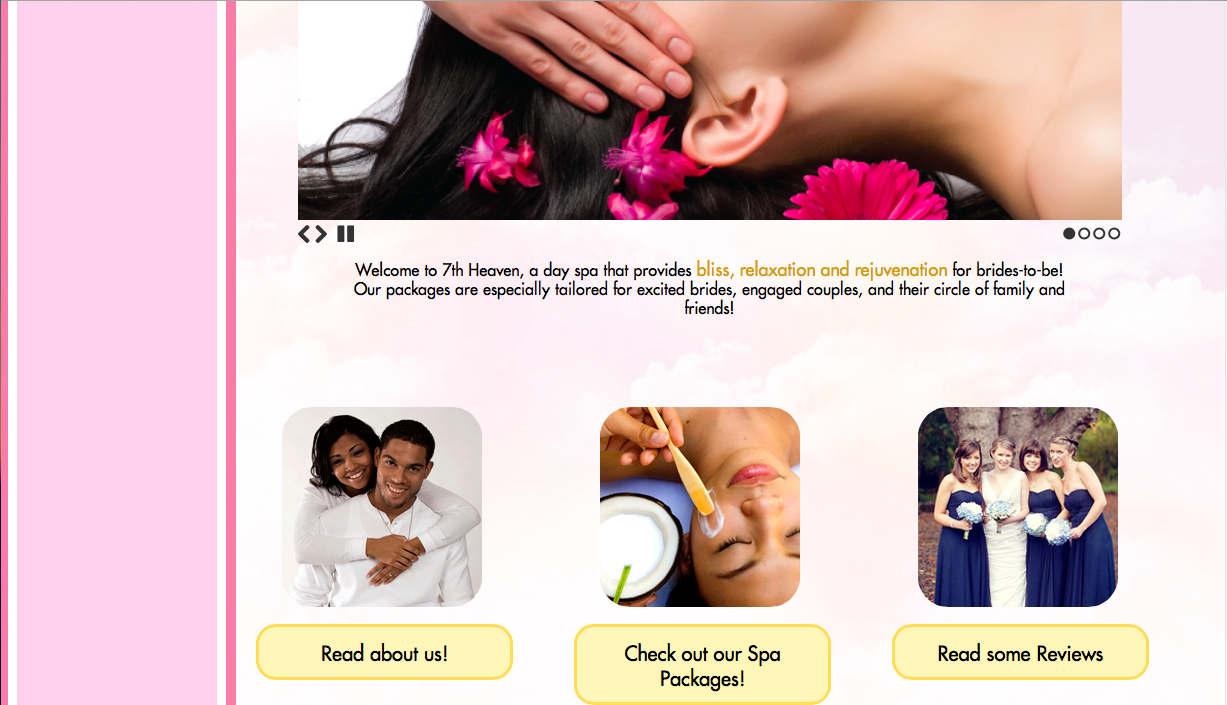 Welcome to 7th Heaven, a day spa that provides bliss, relaxation and rejuvenation for brides-to-be!
Our packages are especially tailored for excited brides, engaged couples, and their circle of family and
friends!
Read about us!
Check out our Spa
Packages!
Read some Reviews